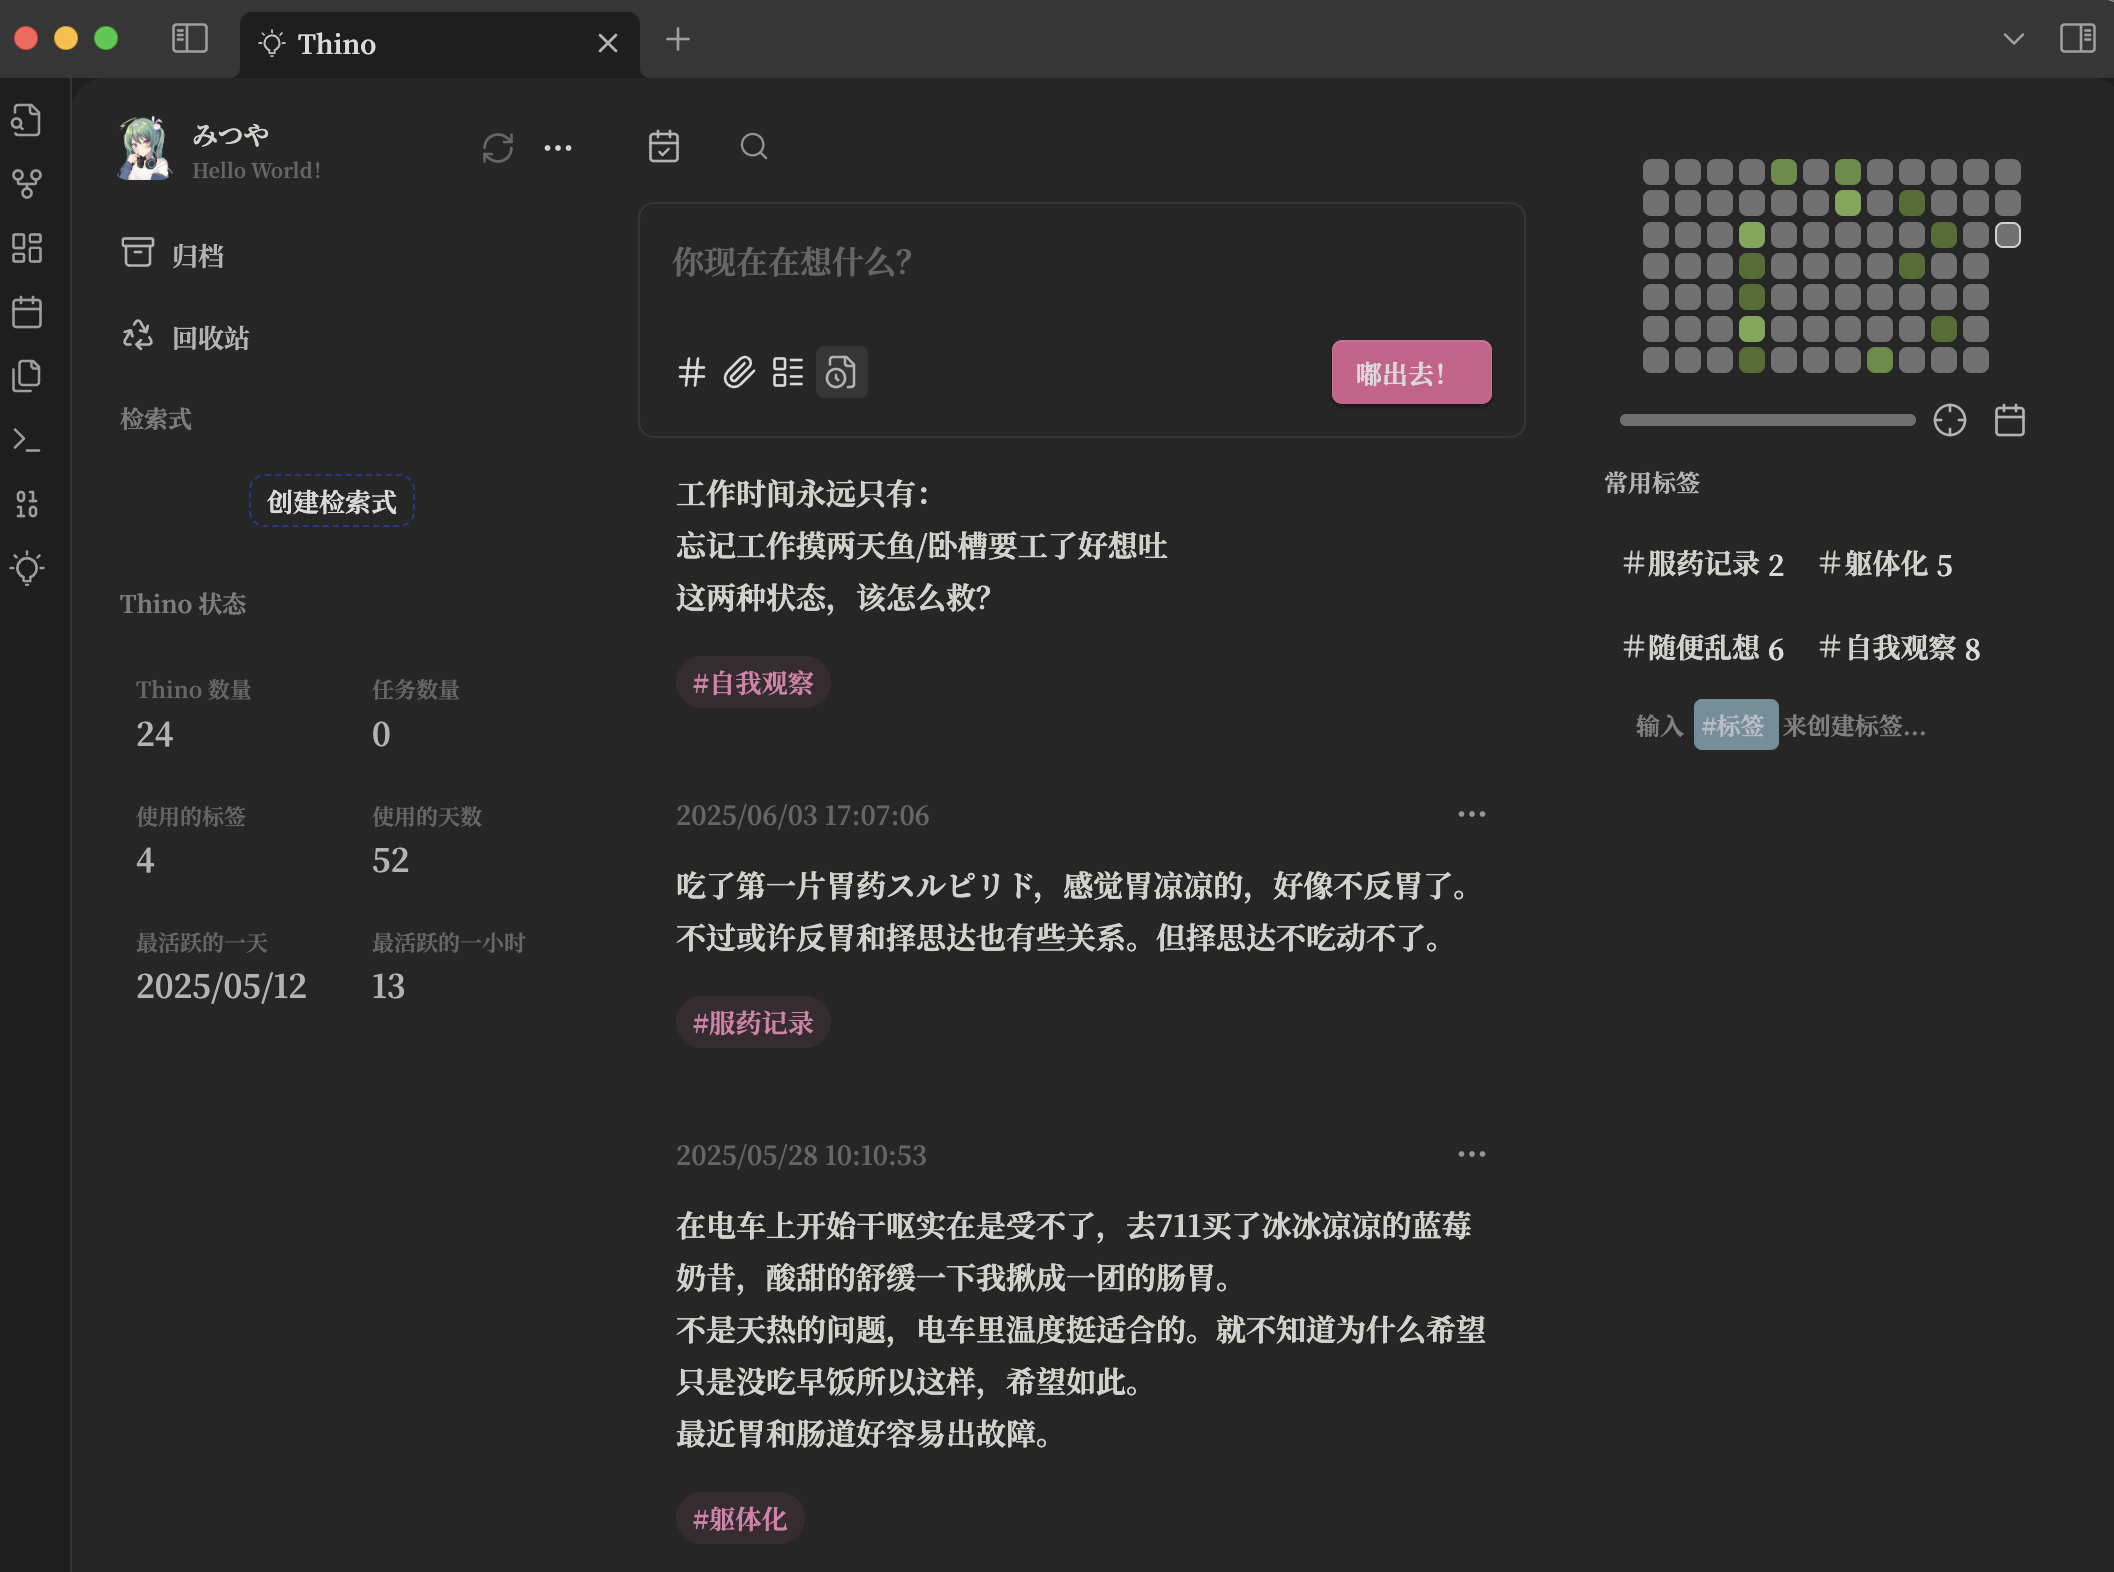 Thino
みつや
Hello World!
归档
回收站
检索式
创建检索式
Thino 状态
Thino 数量
24
任务数量
0
使用的标签
4
使用的天数
52
最活跃的一天
2025/05/12
最活跃的一小时
13
你现在在想什么？
嘟出去！
工作时间永远只有：
忘记工作摸两天鱼/卧槽要工了好想吐
这两种状态，该怎么救？
#自我观察
2025/06/03 17:07:06
吃了第一片胃药スルピリド，感觉胃凉凉的，好像不反胃了。
不过或许反胃和择思达也有些关系。但择思达不吃动不了。
#服药记录
2025/05/28 10:10:53
在电车上开始干呕实在是受不了，去711买了冰冰凉凉的蓝莓
奶昔，酸甜的舒缓一下我揪成一团的肠胃。
不是天热的问题，电车里温度挺适合的。就不知道为什么希望
只是没吃早饭所以这样，希望如此。
最近胃和肠道好容易出故障。
#躯体化
常用标签
#服药记录 2
#躯体化 5
#随便乱想 6
#自我观察 8
输入 #标签 来创建标签...